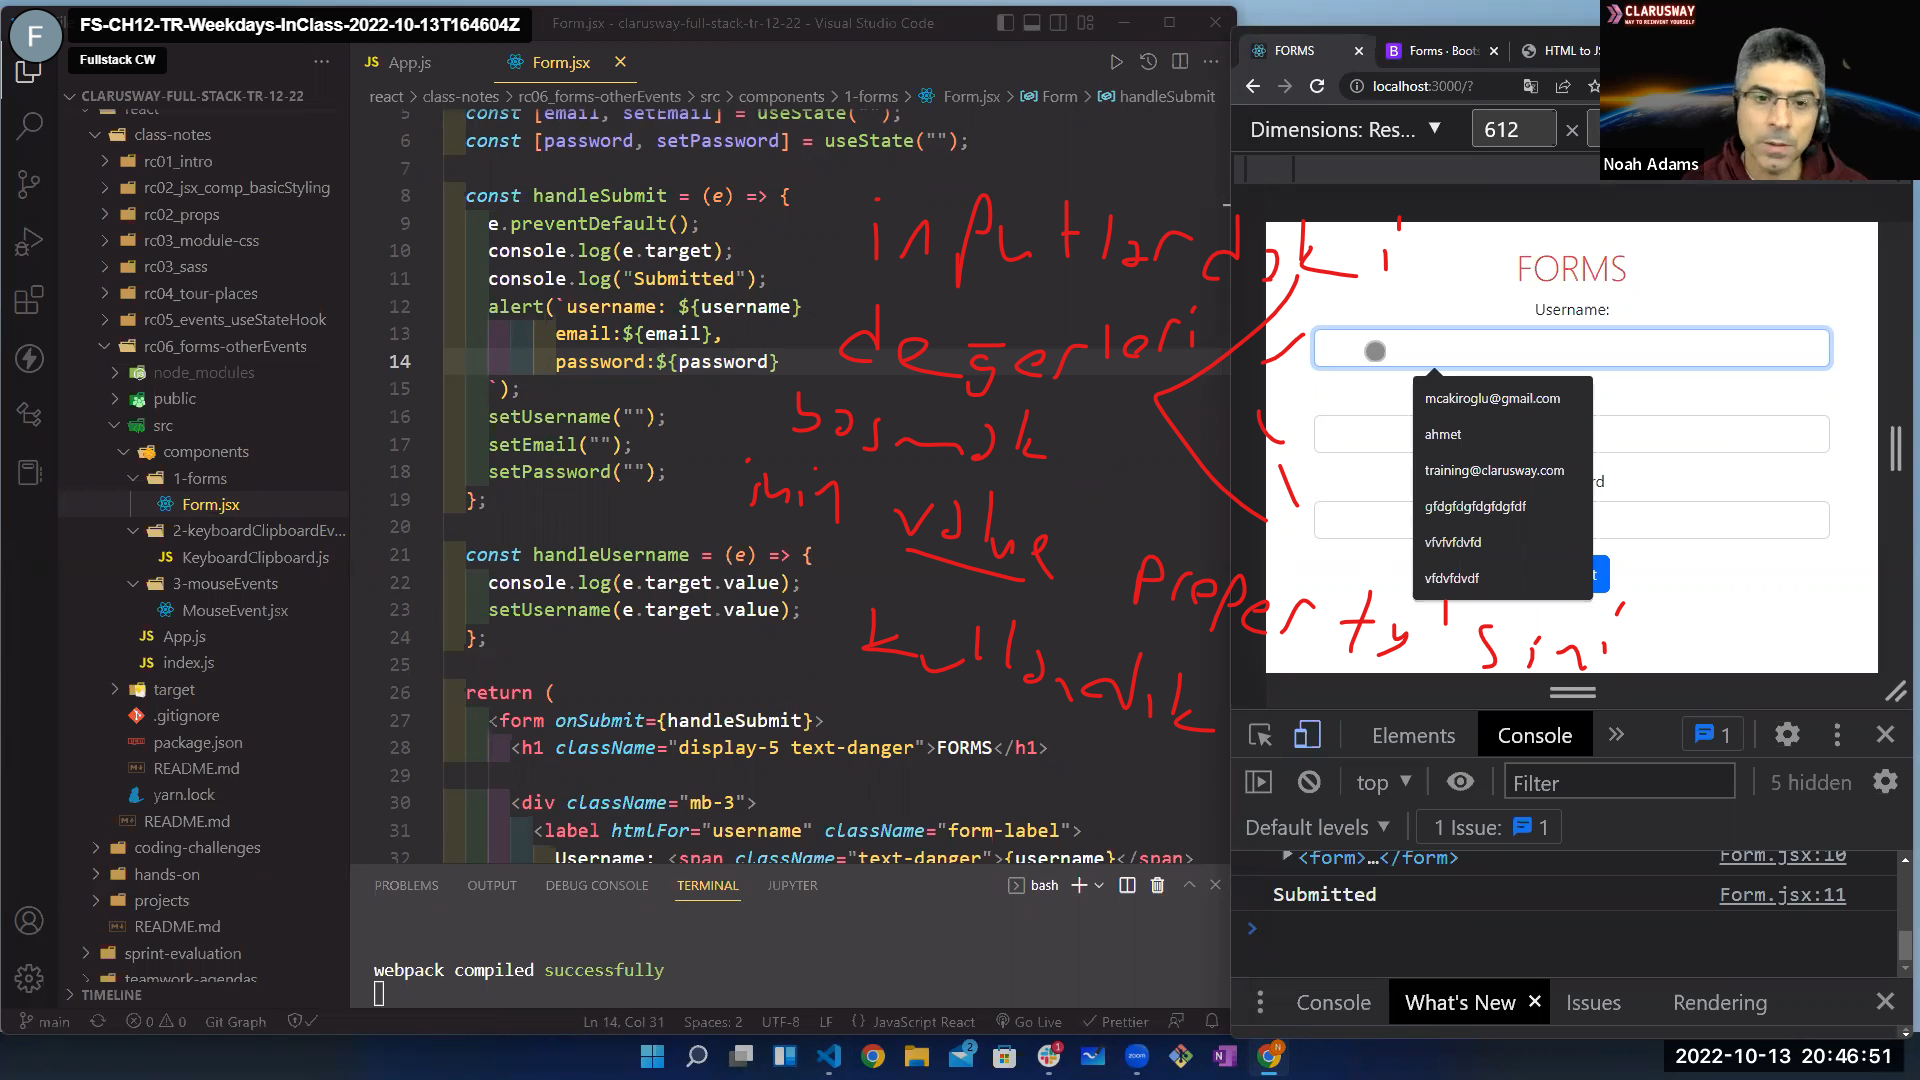 FS-CH12-TR-Weekdays-InClass-2022-10-13T164604Z
F
Fullstack CW
Form.jsx - clarusway-full-stack-tr-12-22 - Visual Studio Code
CLARUSWAY-FULL-STACK-TR-12-22
react
class-notes
rc01_intro
rc02_jsx_comp_basicStyling
rc02_props
rc03_module-css
rc03_sass
rc04_tour-places
rc05_events_useStateHook
rc06_forms-otherEvents
node_modules
public
src
components
1-forms
Form.jsx
2-keyboardClipboardEv...
KeyboardClipboard.js
3-mouseEvents
MouseEvent.jsx
App.js
index.js
target
.gitignore
package.json
README.md
yarn.lock
README.md
coding-challenges
hands-on
projects
README.md
sprint-evaluation
teamwork-agendas
TIMELINE
JS App.js
Form.jsx
react > class-notes > rc06_forms-otherEvents > src > components > 1-forms > Form.jsx > Form > handleSubmit
5 const [email, setEmail] = useState("");
6 const [password, setPassword] = useState("");
7
8 const handleSubmit = (e) => {
9 e.preventDefault();
10 console.log(e.target);
11 console.log("Submitted");
12 alert(`username: ${username}
13 email:${email},
14 password:${password}
15 `);
16 setUsername("");
17 setEmail("");
18 setPassword("");
19 };
20
21 const handleUsername = (e) => {
22 console.log(e.target.value);
23 setUsername(e.target.value);
24 };
25
26 return (
27 <form onSubmit={handleSubmit}>
28 <h1 className="display-5 text-danger">FORMS</h1>
29
30 <div className="mb-3">
31 <label htmlFor="username" className="form-label">
32 Username: <span className="text-danger">{username}</span>
inputlardaki
değerleri
basmak
için value property'sini
kullandık
PROBLEMS OUTPUT DEBUG CONSOLE TERMINAL JUPYTER
bash
webpack compiled successfully
main 0 0 Git Graph
Ln 14, Col 31 Spaces: 2 UTF-8 LF {} JavaScript React Go Live Prettier
FORMS
Forms · Boots
HTML to JS
localhost:3000/?
Dimensions: Res... 612
CLARUSWAY
WAY TO REINVENT YOURSELF
Noah Adams
FORMS
Username:
mcakiroglu@gmail.com
ahmet
training@clarusway.com
gfdgfdgfdgfdgfdf
vfvfvfdvfd
vfdvfdvdf
rd
t
Elements Console 1
top Filter 5 hidden
Default levels 1 Issue: 1
<form>…</form> Form.jsx:10
Submitted Form.jsx:11
Console What's New Issues Rendering
2
1
2022-10-13 20:46:51